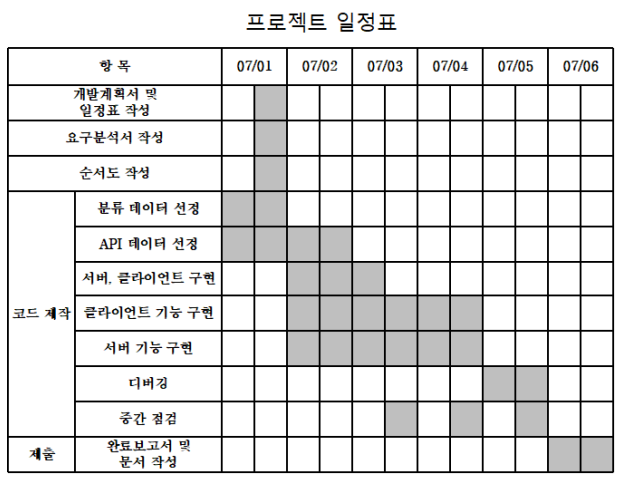 프로젝트 일정표
항 목 07/01 07/02 07/03 07/04 07/05 07/06
개발계획서 및
일정표 작성
요구분석서 작성
순서도 작성
코드 제작
분류 데이터 선정
API 데이터 선정
서버, 클라이언트 구현
클라이언트 기능 구현
서버 기능 구현
디버깅
중간 점검
제출
완료보고서 및
문서 작성